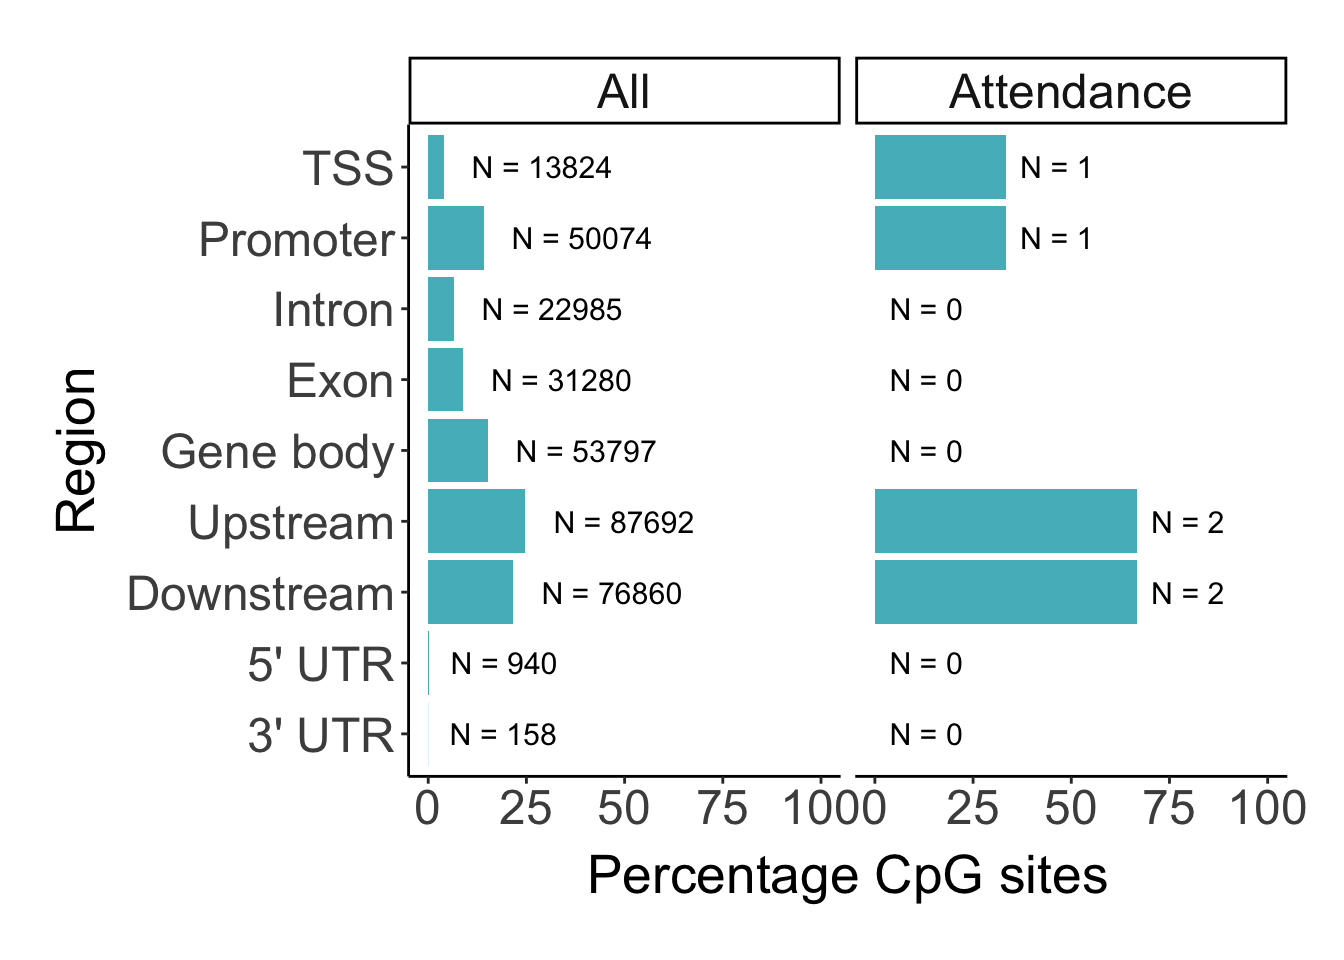 All Attendance
TSS N = 13824 N = 1
Promoter N = 50074 N = 1
Intron N = 22985 N = 0
Exon N = 31280 N = 0
Gene body N = 53797 N = 0
Upstream N = 87692 N = 2
Downstream N = 76860 N = 2
5' UTR N = 940 N = 0
3' UTR N = 158 N = 0
Region
0 25 50 75 100 0 25 50 75 100
Percentage CpG sites